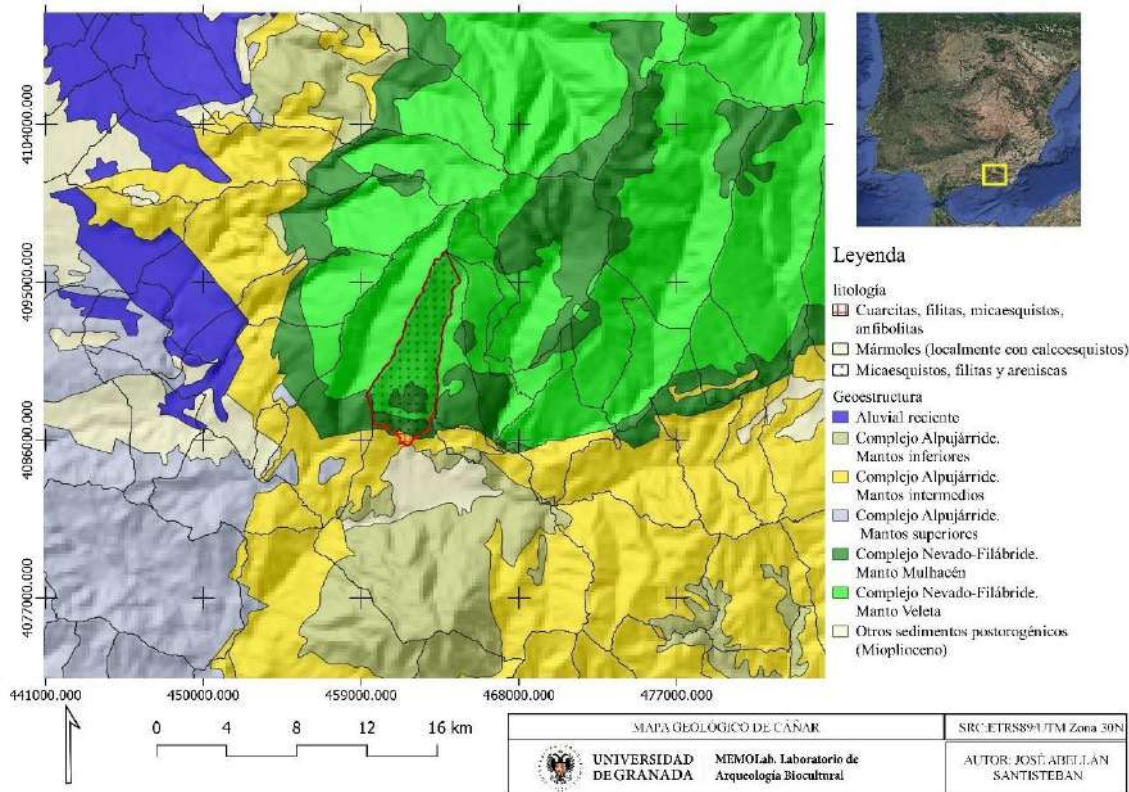 4104000.000
4095000.000
4086000.000
4077000.000
441000.000
450000.000
459000.000
468000.000
477000.000
0
4
8
12
16 km
Leyenda
litología
Cuarcitas, filitas, micaesquistos,
anfibolitas
Mármoles (localmente con calcoesquistos)
Micaesquistos, filitas y areniscas
Geoestructura
Aluvial reciente
Complejo Alpujárride.
Mantos inferiores
Complejo Alpujárride.
Mantos intermedios
Complejo Alpujárride.
Mantos superiores
Complejo Nevado-Filábride.
Manto Mulhacén
Complejo Nevado-Filábride.
Manto Veleta
Otros sedimentos postorogénicos
(Mioplioceno)
MAPA GEOLÓGICO DE CÁÑAR
SRC:ETRS89/UTM Zona 30N
UNIVERSIDAD
DE GRANADA
MEMOLab. Laboratorio de
Arqueología Biocultural
AUTOR: JOSÉ ABELLÁN
SANTISTEBAN